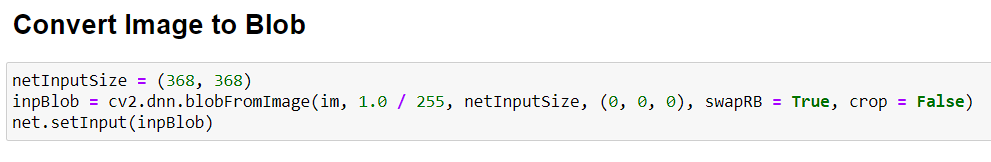 Convert Image to Blob
netInputSize = (368, 368)
inpBlob = cv2.dnn.blobFromImage(im, 1.0 / 255, netInputSize, (0, 0, 0), swapRB = True, crop = False)
net.setInput(inpBlob)